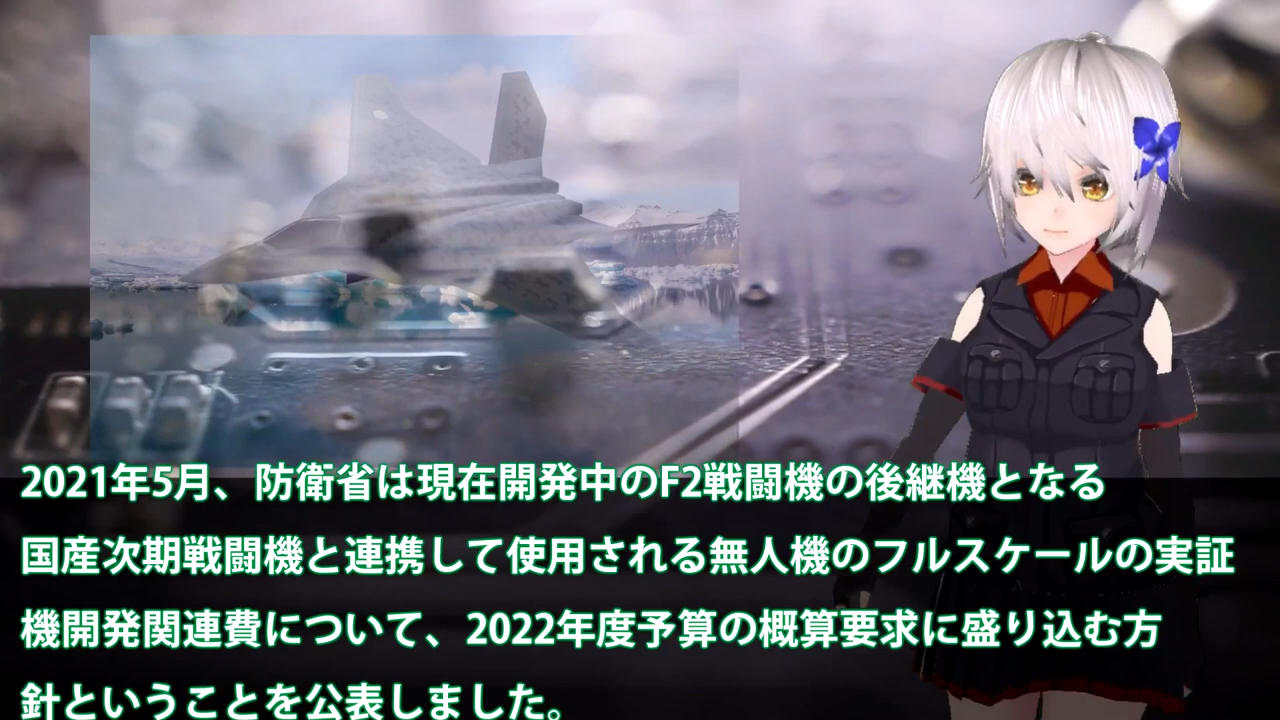 2021年5月、防衛省は現在開発中のF2戦闘機の後継機となる
国産次期戦闘機と連携して使用される無人機のフルスケールの実証
機開発関連費について、2022年度予算の概算要求に盛り込む方
針ということを公表しました。